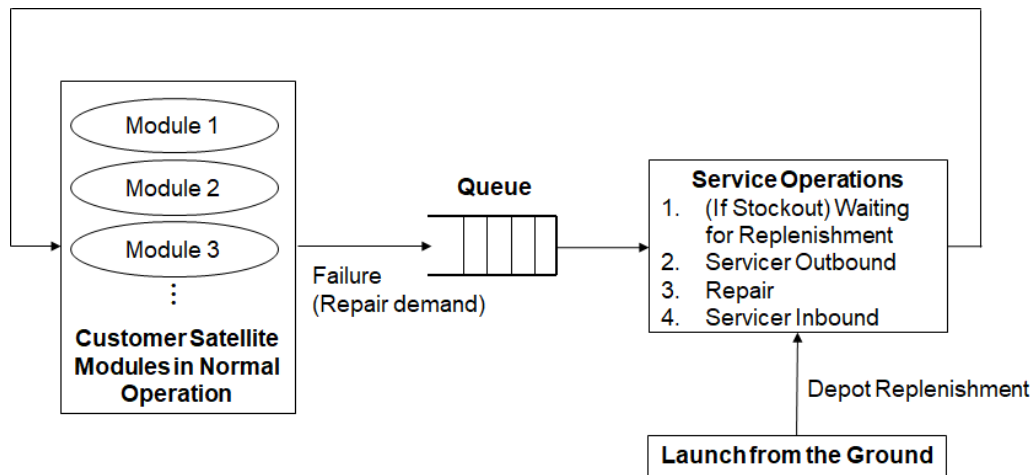 Module 1
Module 2
Module 3
Customer Satellite
Modules in Normal
Operation
Failure
(Repair demand)
Queue
Service Operations
1. (If Stockout) Waiting
for Replenishment
2. Servicer Outbound
3. Repair
4. Servicer Inbound
Depot Replenishment
Launch from the Ground